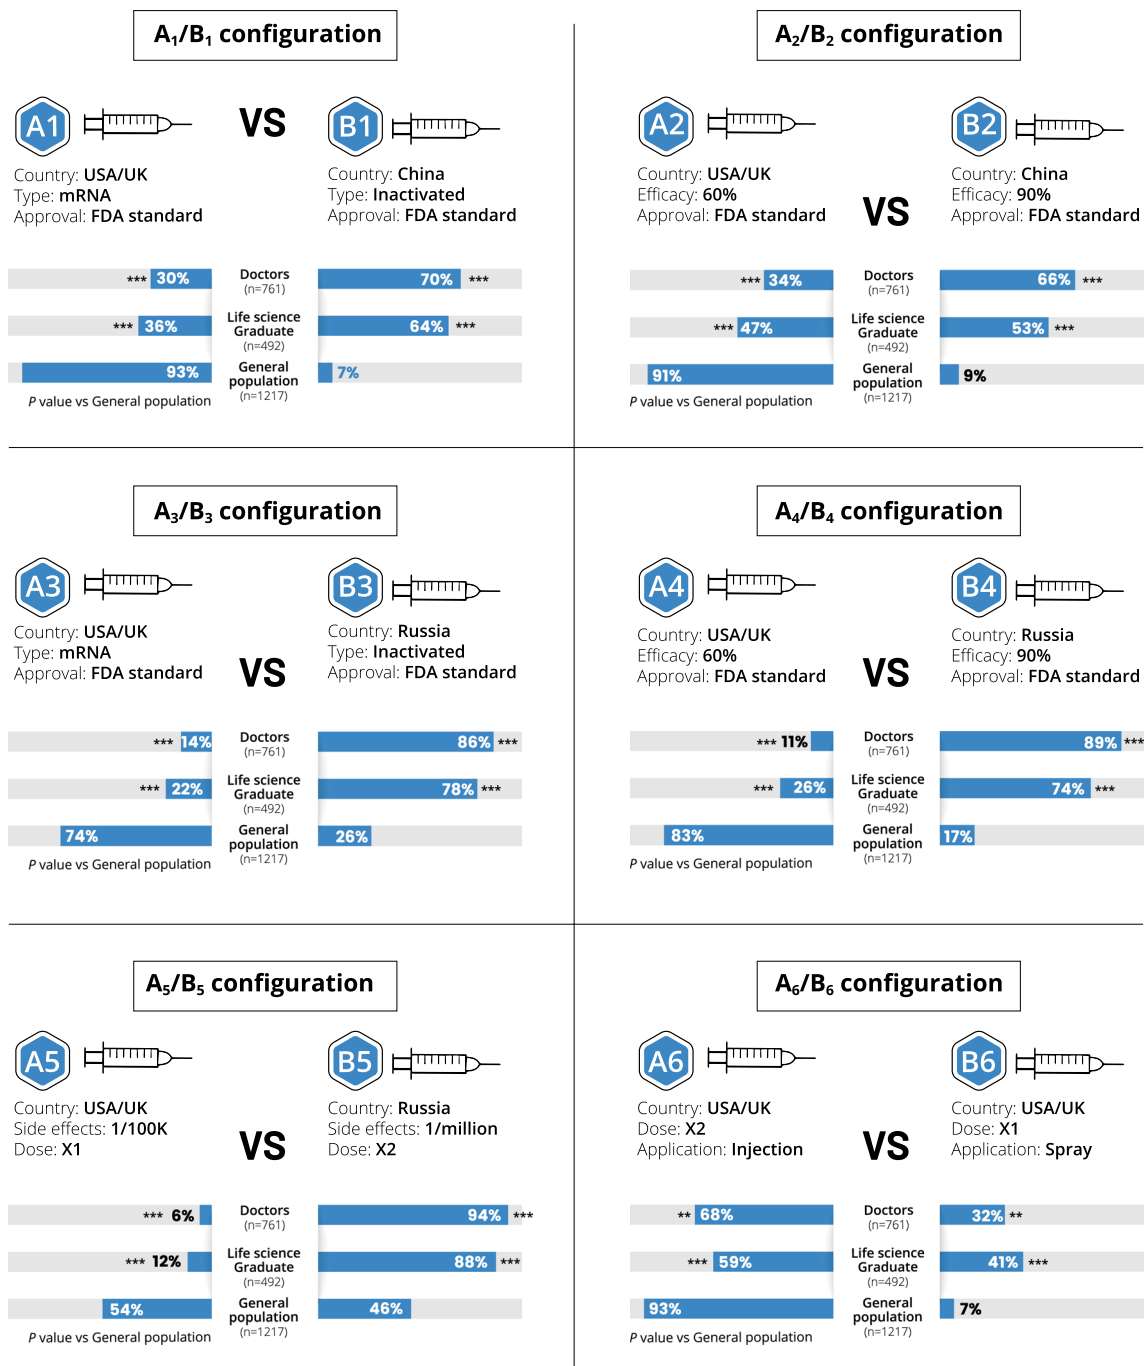 A1/B1 configuration
A1
VS
B1
Country: USA/UK
Type: mRNA
Approval: FDA standard
Country: China
Type: Inactivated
Approval: FDA standard
*** 30%
Doctors
(n=761)
70% ***
*** 36%
Life science
Graduate
(n=492)
64% ***
93%
General
population
(n=1217)
7%
P value vs General population
A2/B2 configuration
A2
B2
Country: USA/UK
Efficacy: 60%
Approval: FDA standard
VS
Country: China
Efficacy: 90%
Approval: FDA standard
*** 34%
Doctors
(n=761)
66% ***
*** 47%
Life science
Graduate
(n=492)
53% ***
91%
General
population
(n=1217)
9%
P value vs General population
A3/B3 configuration
A3
B3
Country: USA/UK
Type: mRNA
Approval: FDA standard
VS
Country: Russia
Type: Inactivated
Approval: FDA standard
*** 14%
Doctors
(n=761)
86% ***
*** 22%
Life science
Graduate
(n=492)
78% ***
74%
General
population
(n=1217)
26%
P value vs General population
A4/B4 configuration
A4
B4
Country: USA/UK
Efficacy: 60%
Approval: FDA standard
VS
Country: Russia
Efficacy: 90%
Approval: FDA standard
*** 11%
Doctors
(n=761)
89% ***
*** 26%
Life science
Graduate
(n=492)
74% ***
83%
General
population
(n=1217)
17%
P value vs General population
A5/B5 configuration
A5
B5
Country: USA/UK
Side effects: 1/100K
Dose: X1
VS
Country: Russia
Side effects: 1/million
Dose: X2
*** 6%
Doctors
(n=761)
94% ***
*** 12%
Life science
Graduate
(n=492)
88% ***
54%
General
population
(n=1217)
46%
P value vs General population
A6/B6 configuration
A6
B6
Country: USA/UK
Dose: X2
Application: Injection
VS
Country: USA/UK
Dose: X1
Application: Spray
** 68%
Doctors
(n=761)
32% **
*** 59%
Life science
Graduate
(n=492)
41% ***
93%
General
population
(n=1217)
7%
P value vs General population